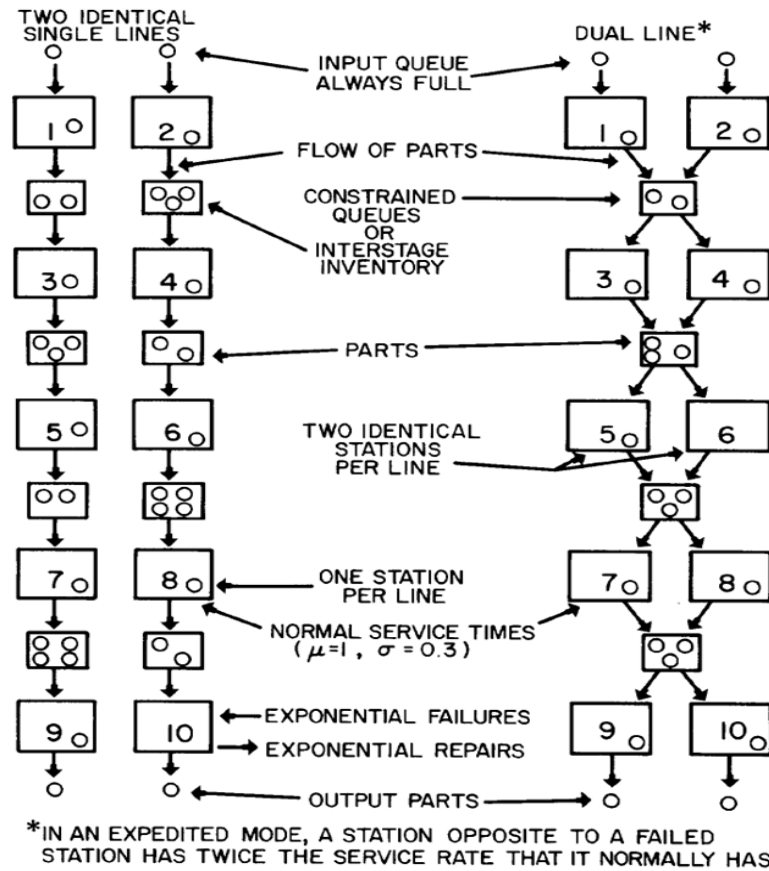 TWO IDENTICAL
SINGLE LINES
DUAL LINE*
INPUT QUEUE
ALWAYS FULL
1
2
1
2
FLOW OF PARTS
CONSTRAINED
QUEUES
OR
INTERSTAGE
INVENTORY
3
4
3
4
PARTS
5
6
TWO IDENTICAL
STATIONS
PER LINE
5
6
7
8
ONE STATION
PER LINE
7
8
NORMAL SERVICE TIMES
(μ=1, σ=0.3)
9
10
EXPONENTIAL FAILURES
EXPONENTIAL REPAIRS
9
10
OUTPUT PARTS
*IN AN EXPEDITED MODE, A STATION OPPOSITE TO A FAILED
STATION HAS TWICE THE SERVICE RATE THAT IT NORMALLY HAS